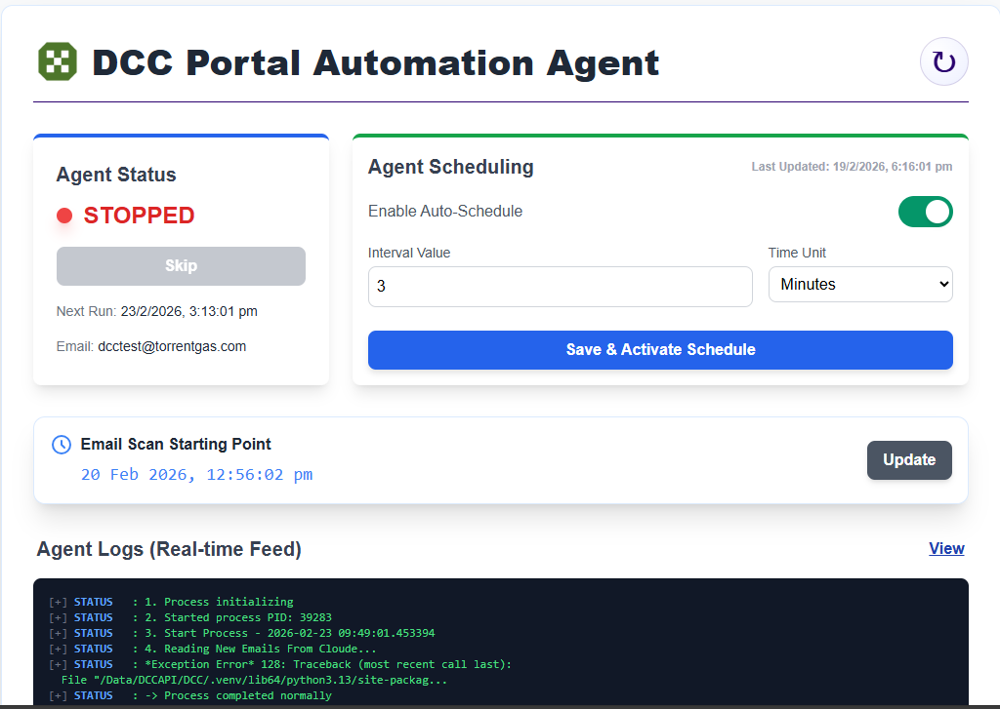 DCC Portal Automation Agent
Agent Status
STOPPED
Skip
Next Run: 23/2/2026, 3:13:01 pm
Email: dcctest@torrentgas.com
Agent Scheduling
Last Updated: 19/2/2026, 6:16:01 pm
Enable Auto-Schedule
Interval Value
3
Time Unit
Minutes
Save & Activate Schedule
Email Scan Starting Point
20 Feb 2026, 12:56:02 pm
Update
Agent Logs (Real-time Feed)
View
[+] STATUS : 1. Process initializing
[+] STATUS : 2. Started process PID: 39283
[+] STATUS : 3. Start Process - 2026-02-23 09:49:01.453394
[+] STATUS : 4. Reading New Emails From Cloude...
[+] STATUS : *Exception Error* 128: Traceback (most recent call last):
File "/Data/DCCAPI/DCC/.venv/lib64/python3.13/site-packag...
[+] STATUS : -> Process completed normally